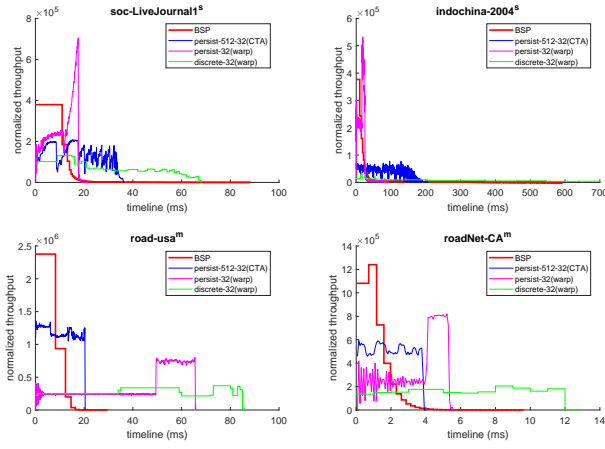 soc-LiveJournal1ˢ
×10⁵
8
6
4
2
0
normalized throughput
BSP
persist-512-32(CTA)
persist-32(warp)
discrete-32(warp)
0 20 40 60 80 100
timeline (ms)
indochina-2004ˢ
×10⁵
6
5
4
3
2
1
0
normalized throughput
BSP
persist-512-32(CTA)
persist-32(warp)
discrete-32(warp)
0 100 200 300 400 500 600 700
timeline (ms)
road-usaᵐ
×10⁶
2.5
2
1.5
1
0.5
0
normalized throughput
BSP
persist-512-32(CTA)
persist-32(warp)
discrete-32(warp)
0 20 40 60 80 100
timeline (ms)
roadNet-CAᵐ
×10⁵
14
12
10
8
6
4
2
0
normalized throughput
BSP
persist-512-32(CTA)
persist-32(warp)
discrete-32(warp)
0 2 4 6 8 10 12 14
timeline (ms)